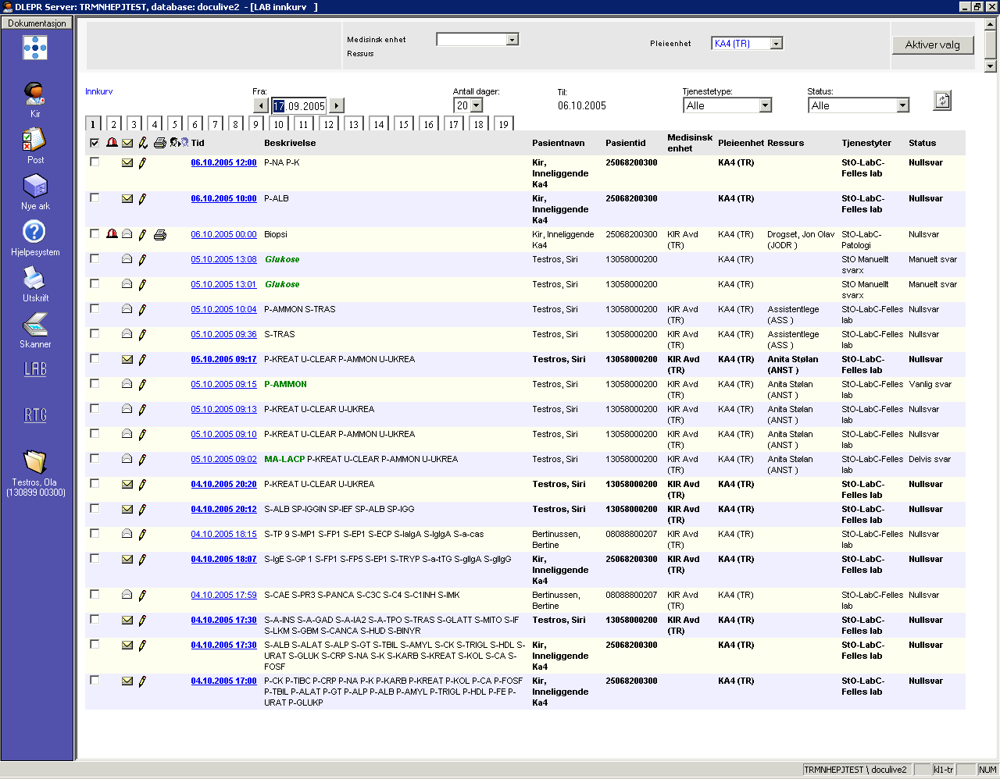 DLEPR Server: TRMNHEPJTEST, database: doculive2 - [LAB innkurv ]
Dokumentasjon
Medisinsk enhet
Ressurs
Pleieenhet KA4 (TR)
Aktiver valg
Kir
Post
Nye ark
Hjelpesystem
Utskrift
Skanner
LAB
RTG
Testros, Ola
(130899 00300)
Innkurv
Fra: Antall dager: Til: Tjenestetype: Status:
17.09.2005 20 06.10.2005 Alle Alle
1 2 3 4 5 6 7 8 9 10 11 12 13 14 15 16 17 18 19
Tid Beskrivelse Pasientnavn Pasientid Medisinsk enhet Pleieenhet Ressurs Tjenestyter Status
06.10.2005 12:00 P-NA P-K Kir, Inneliggende Ka4 25068200300 KA4 (TR) StO-LabC-Felles lab Nullsvar
06.10.2005 10:00 P-ALB Kir, Inneliggende Ka4 25068200300 KA4 (TR) StO-LabC-Felles lab Nullsvar
06.10.2005 00:00 Biopsi Kir, Inneliggende Ka4 25068200300 KIR Avd (TR) KA4 (TR) Drogset, Jon Olav (JODR ) StO-LabC-Patologi Nullsvar
05.10.2005 13:08 Glukose Testros, Siri 13058000200 KA4 (TR) StO Manuellt svarx Manuelt svar
05.10.2005 13:01 Glukose Testros, Siri 13058000200 KA4 (TR) StO Manuellt svarx Manuelt svar
05.10.2005 10:04 P-AMMON S-TRAS Testros, Siri 13058000200 KIR Avd (TR) KA4 (TR) Assistentlege (ASS ) StO-LabC-Felles lab Nullsvar
05.10.2005 09:36 S-TRAS Testros, Siri 13058000200 KIR Avd (TR) KA4 (TR) Assistentlege (ASS ) StO-LabC-Felles lab Nullsvar
05.10.2005 09:17 P-KREAT U-CLEAR P-AMMON U-UKREA Testros, Siri 13058000200 KIR Avd (TR) KA4 (TR) Anita Stølan (ANST ) StO-LabC-Felles lab Nullsvar
05.10.2005 09:15 P-AMMON Testros, Siri 13058000200 KIR Avd (TR) KA4 (TR) Anita Stølan (ANST ) StO-LabC-Felles lab Vanlig svar
05.10.2005 09:13 P-KREAT U-CLEAR U-UKREA Testros, Siri 13058000200 KIR Avd (TR) KA4 (TR) Anita Stølan (ANST ) StO-LabC-Felles lab Nullsvar
05.10.2005 09:10 P-KREAT U-CLEAR P-AMMON U-UKREA Testros, Siri 13058000200 KIR Avd (TR) KA4 (TR) Anita Stølan (ANST ) StO-LabC-Felles lab Nullsvar
05.10.2005 09:02 MA-LACP P-KREAT U-CLEAR P-AMMON U-UKREA Testros, Siri 13058000200 KIR Avd (TR) KA4 (TR) Anita Stølan (ANST ) StO-LabC-Felles lab Delvis svar
04.10.2005 20:20 P-KREAT U-CLEAR U-UKREA Testros, Siri 13058000200 KIR Avd (TR) KA4 (TR) StO-LabC-Felles lab Nullsvar
04.10.2005 20:12 S-ALB SP-IGGIN SP-IEF SP-ALB SP-IGG Testros, Siri 13058000200 KIR Avd (TR) KA4 (TR) StO-LabC-Felles lab Nullsvar
04.10.2005 18:15 S-TP 9 S-MP1 S-FP1 S-EP1 S-ECP S-IaIgA S-IgIgA S-a-cas Bertinussen, Bertine 08088800207 KIR Avd (TR) KA4 (TR) StO-LabC-Felles lab Nullsvar
04.10.2005 18:07 S-IgE S-GP 1 S-FP1 S-FP5 S-EP1 S-TRYP S-a-tTG S-gIIgA S-gIIgG Kir, Inneliggende Ka4 25068200300 KIR Avd (TR) KA4 (TR) StO-LabC-Felles lab Nullsvar
04.10.2005 17:59 S-CAE S-PR3 S-PANCA S-C3C S-C4 S-C1INH S-IMK Bertinussen, Bertine 08088800207 KIR Avd (TR) KA4 (TR) StO-LabC-Felles lab Nullsvar
04.10.2005 17:30 S-A-INS S-A-GAD S-A-IA2 S-A-TPO S-TRAS S-GLATT S-MITO S-IF S-LKM S-GBM S-CANCA S-HUD S-BINYR Testros, Siri 13058000200 KIR Avd (TR) KA4 (TR) StO-LabC-Felles lab Nullsvar
04.10.2005 17:30 S-ALB S-ALAT S-ALP S-GT S-TBIL S-AMYL S-CK S-TRIGL S-HDL S-URAT S-GLUK S-CRP S-NA S-K S-KARB S-KREAT S-KOL S-CA S-FOSF Kir, Inneliggende Ka4 25068200300 KA4 (TR) StO-LabC-Felles lab Nullsvar
04.10.2005 17:00 P-CK P-TIBC P-CRP P-NA P-K P-KARB P-KREAT P-KOL P-CA P-FOSF P-TBIL P-ALAT P-GT P-ALP P-ALB P-AMYL P-TRIGL P-HDL P-FE P-URAT P-GLUKP Kir, Inneliggende Ka4 25068200300 KA4 (TR) StO-LabC-Felles lab Nullsvar
TRMNHEPJTEST \ doculive2 kl1-tr NUM